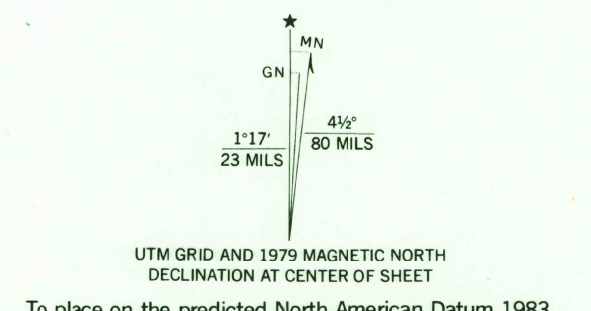 ★
MN
GN
1°17′
23 MILS
4½°
80 MILS
UTM GRID AND 1979 MAGNETIC NORTH
DECLINATION AT CENTER OF SHEET
To place on the predicted North American Datum 1983